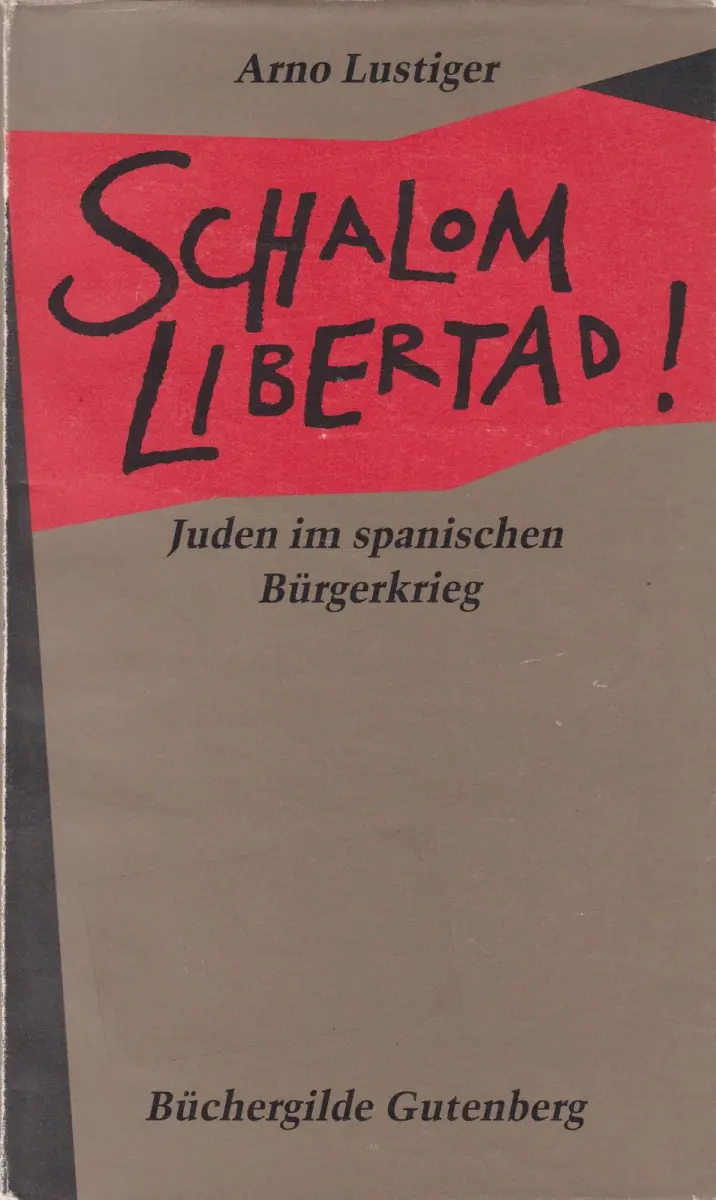 Arno Lustiger
SCHALOM
LIBERTAD!
Juden im spanischen
Bürgerkrieg
Büchergilde Gutenberg